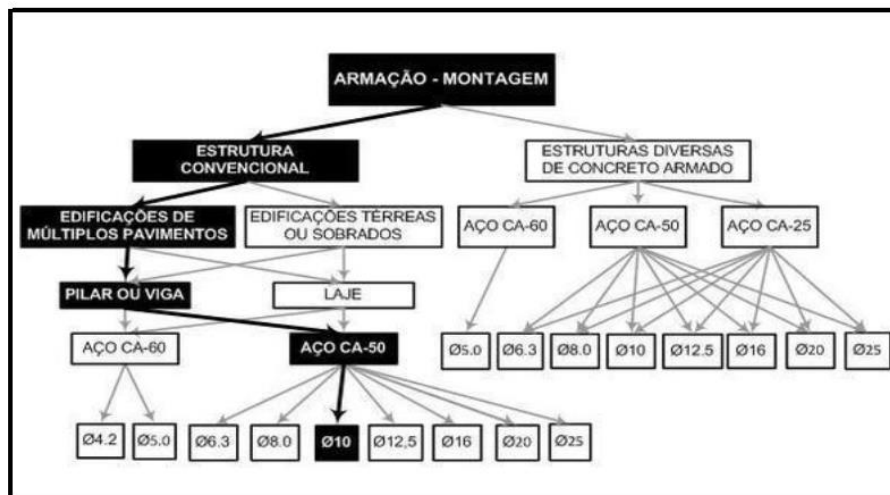 ARMAÇÃO - MONTAGEM
ESTRUTURA
CONVENCIONAL
ESTRUTURAS DIVERSAS
DE CONCRETO ARMADO
EDIFICAÇÕES DE
MÚLTIPLOS PAVIMENTOS
EDIFICAÇÕES TÉRREAS
OU SOBRADOS
AÇO CA-60
AÇO CA-50
AÇO CA-25
PILAR OU VIGA
LAJE
AÇO CA-60
AÇO CA-50
Ø5.0
Ø6.3
Ø8.0
Ø10
Ø12.5
Ø16
Ø20
Ø25
Ø4.2
Ø5.0
Ø6.3
Ø8.0
Ø10
Ø12,5
Ø16
Ø20
Ø25